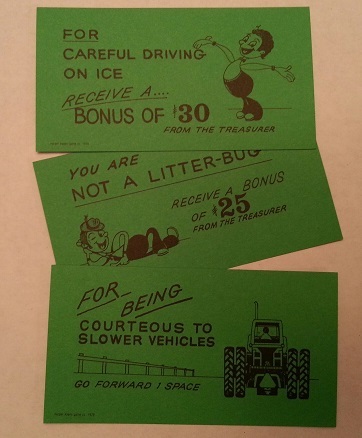 FOR
CAREFUL DRIVING
ON ICE
RECEIVE A....
BONUS OF $30
FROM THE TREASURER
YOU ARE
NOT A LITTER-BUG
RECEIVE A BONUS
OF $25
FROM THE TREASURER
FOR
BEING
COURTEOUS TO
SLOWER VEHICLES
GO FORWARD 1 SPACE